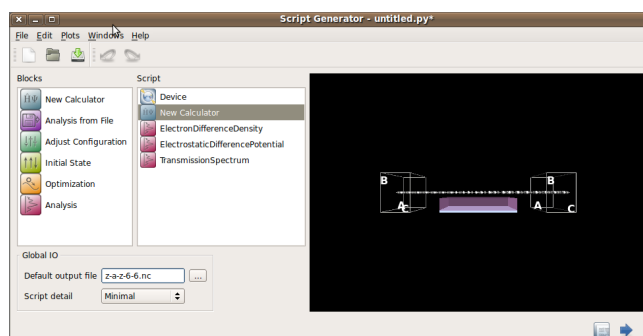 Script Generator - untitled.py*
File Edit Plots Windows Help
Blocks
New Calculator
Analysis from File
Adjust Configuration
Initial State
Optimization
Analysis
Script
Device
New Calculator
ElectronDifferenceDensity
ElectrostaticDifferencePotential
TransmissionSpectrum
B B
A C A C
Global IO
Default output file z-a-z-6-6.nc ...
Script detail Minimal